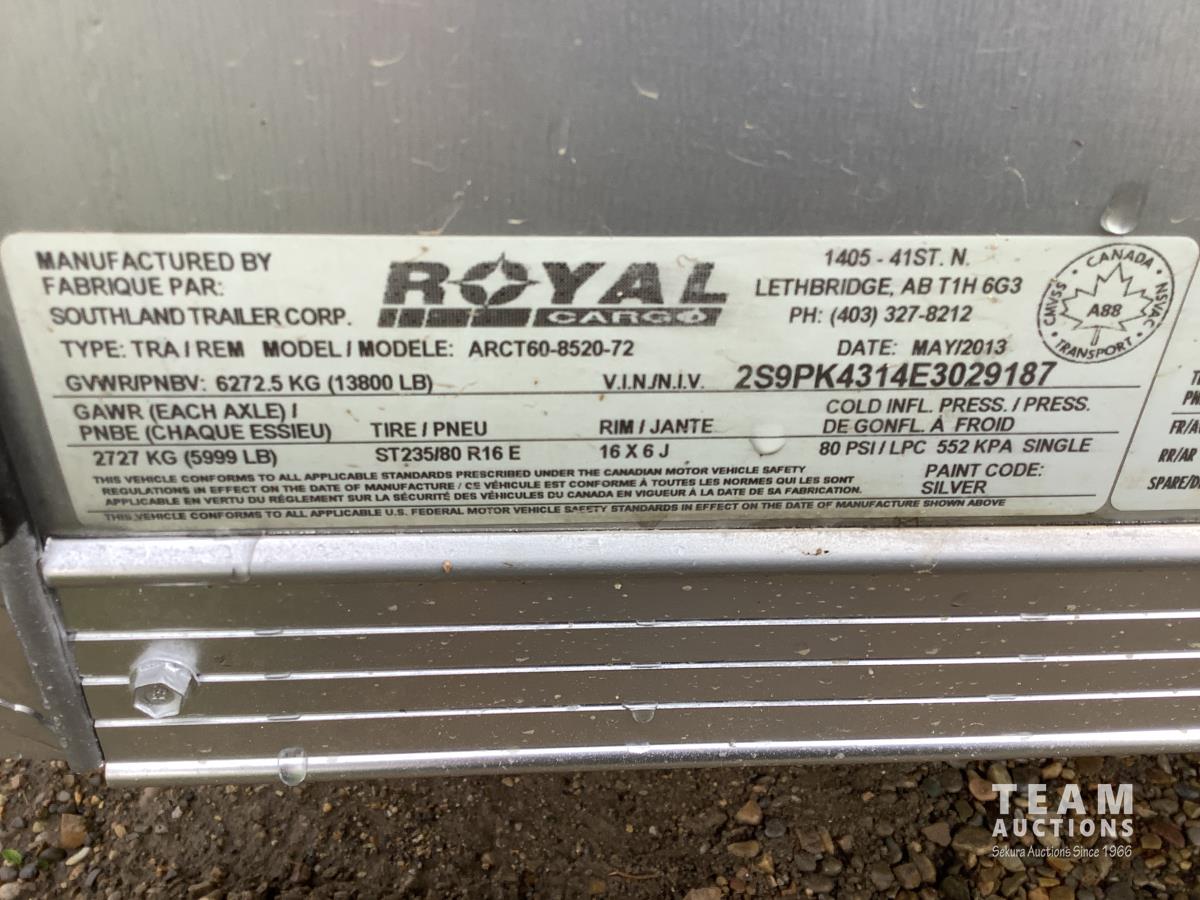 MANUFACTURED BY
FABRIQUE PAR:
SOUTHLAND TRAILER CORP.
ROYAL
CARGO
1405 - 41ST. N.
LETHBRIDGE, AB T1H 6G3
PH: (403) 327-8212
CANADA
CMVSS
NSVAC
A88
TRANSPORT
TYPE: TRA / REM MODEL / MODELE: ARCT60-8520-72 DATE: MAY/2013
GVWR/PNBV: 6272.5 KG (13800 LB) V.I.N./N.I.V. 2S9PK4314E3029187
GAWR (EACH AXLE) / COLD INFL. PRESS. / PRESS.
PNBE (CHAQUE ESSIEU) TIRE / PNEU RIM / JANTE DE GONFL. À FROID
2727 KG (5999 LB) ST235/80 R16 E 16 X 6 J 80 PSI / LPC 552 KPA SINGLE
THIS VEHICLE CONFORMS TO ALL APPLICABLE STANDARDS PRESCRIBED UNDER THE CANADIAN MOTOR VEHICLE SAFETY
REGULATIONS IN EFFECT ON THE DATE OF MANUFACTURE / CE VÉHICULE EST CONFORME À TOUTES LES NORMES QUI LES SONT
APPLICABLE EN VERTU DU RÉGLEMENT SUR LA SÉCURITÉ DES VÉHICULES DU CANADA EN VIGUEUR À LA DATE DE SA FABRICATION.
PAINT CODE:
SILVER
THIS VEHICLE CONFORMS TO ALL APPLICABLE U.S. FEDERAL MOTOR VEHICLE SAFETY STANDARDS IN EFFECT ON THE DATE OF MANUFACTURE SHOWN ABOVE
FR/A
RR/AR
SPARE/D
TEAM
AUCTIONS
Sekura Auctions Since 1966